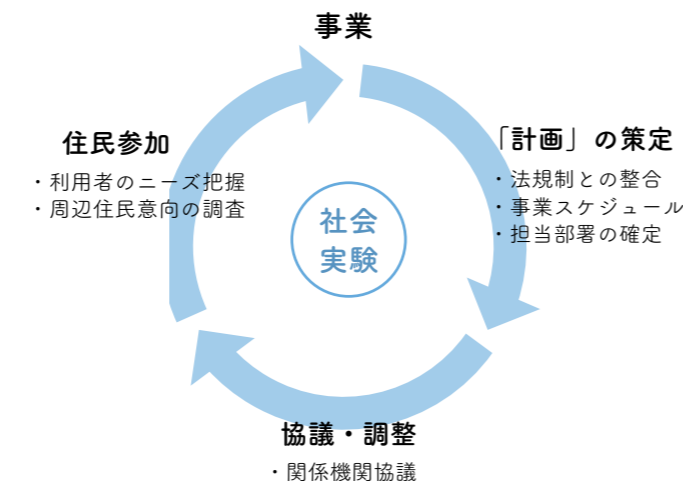 事業
住民参加
・利用者のニーズ把握
・周辺住民意向の調査
「計画」の策定
・法規制との整合
・事業スケジュール
・担当部署の確定
社会
実験
協議・調整
・関係機関協議